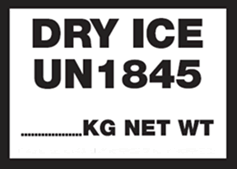 DRY ICE
UN1845
..................KG NET WT